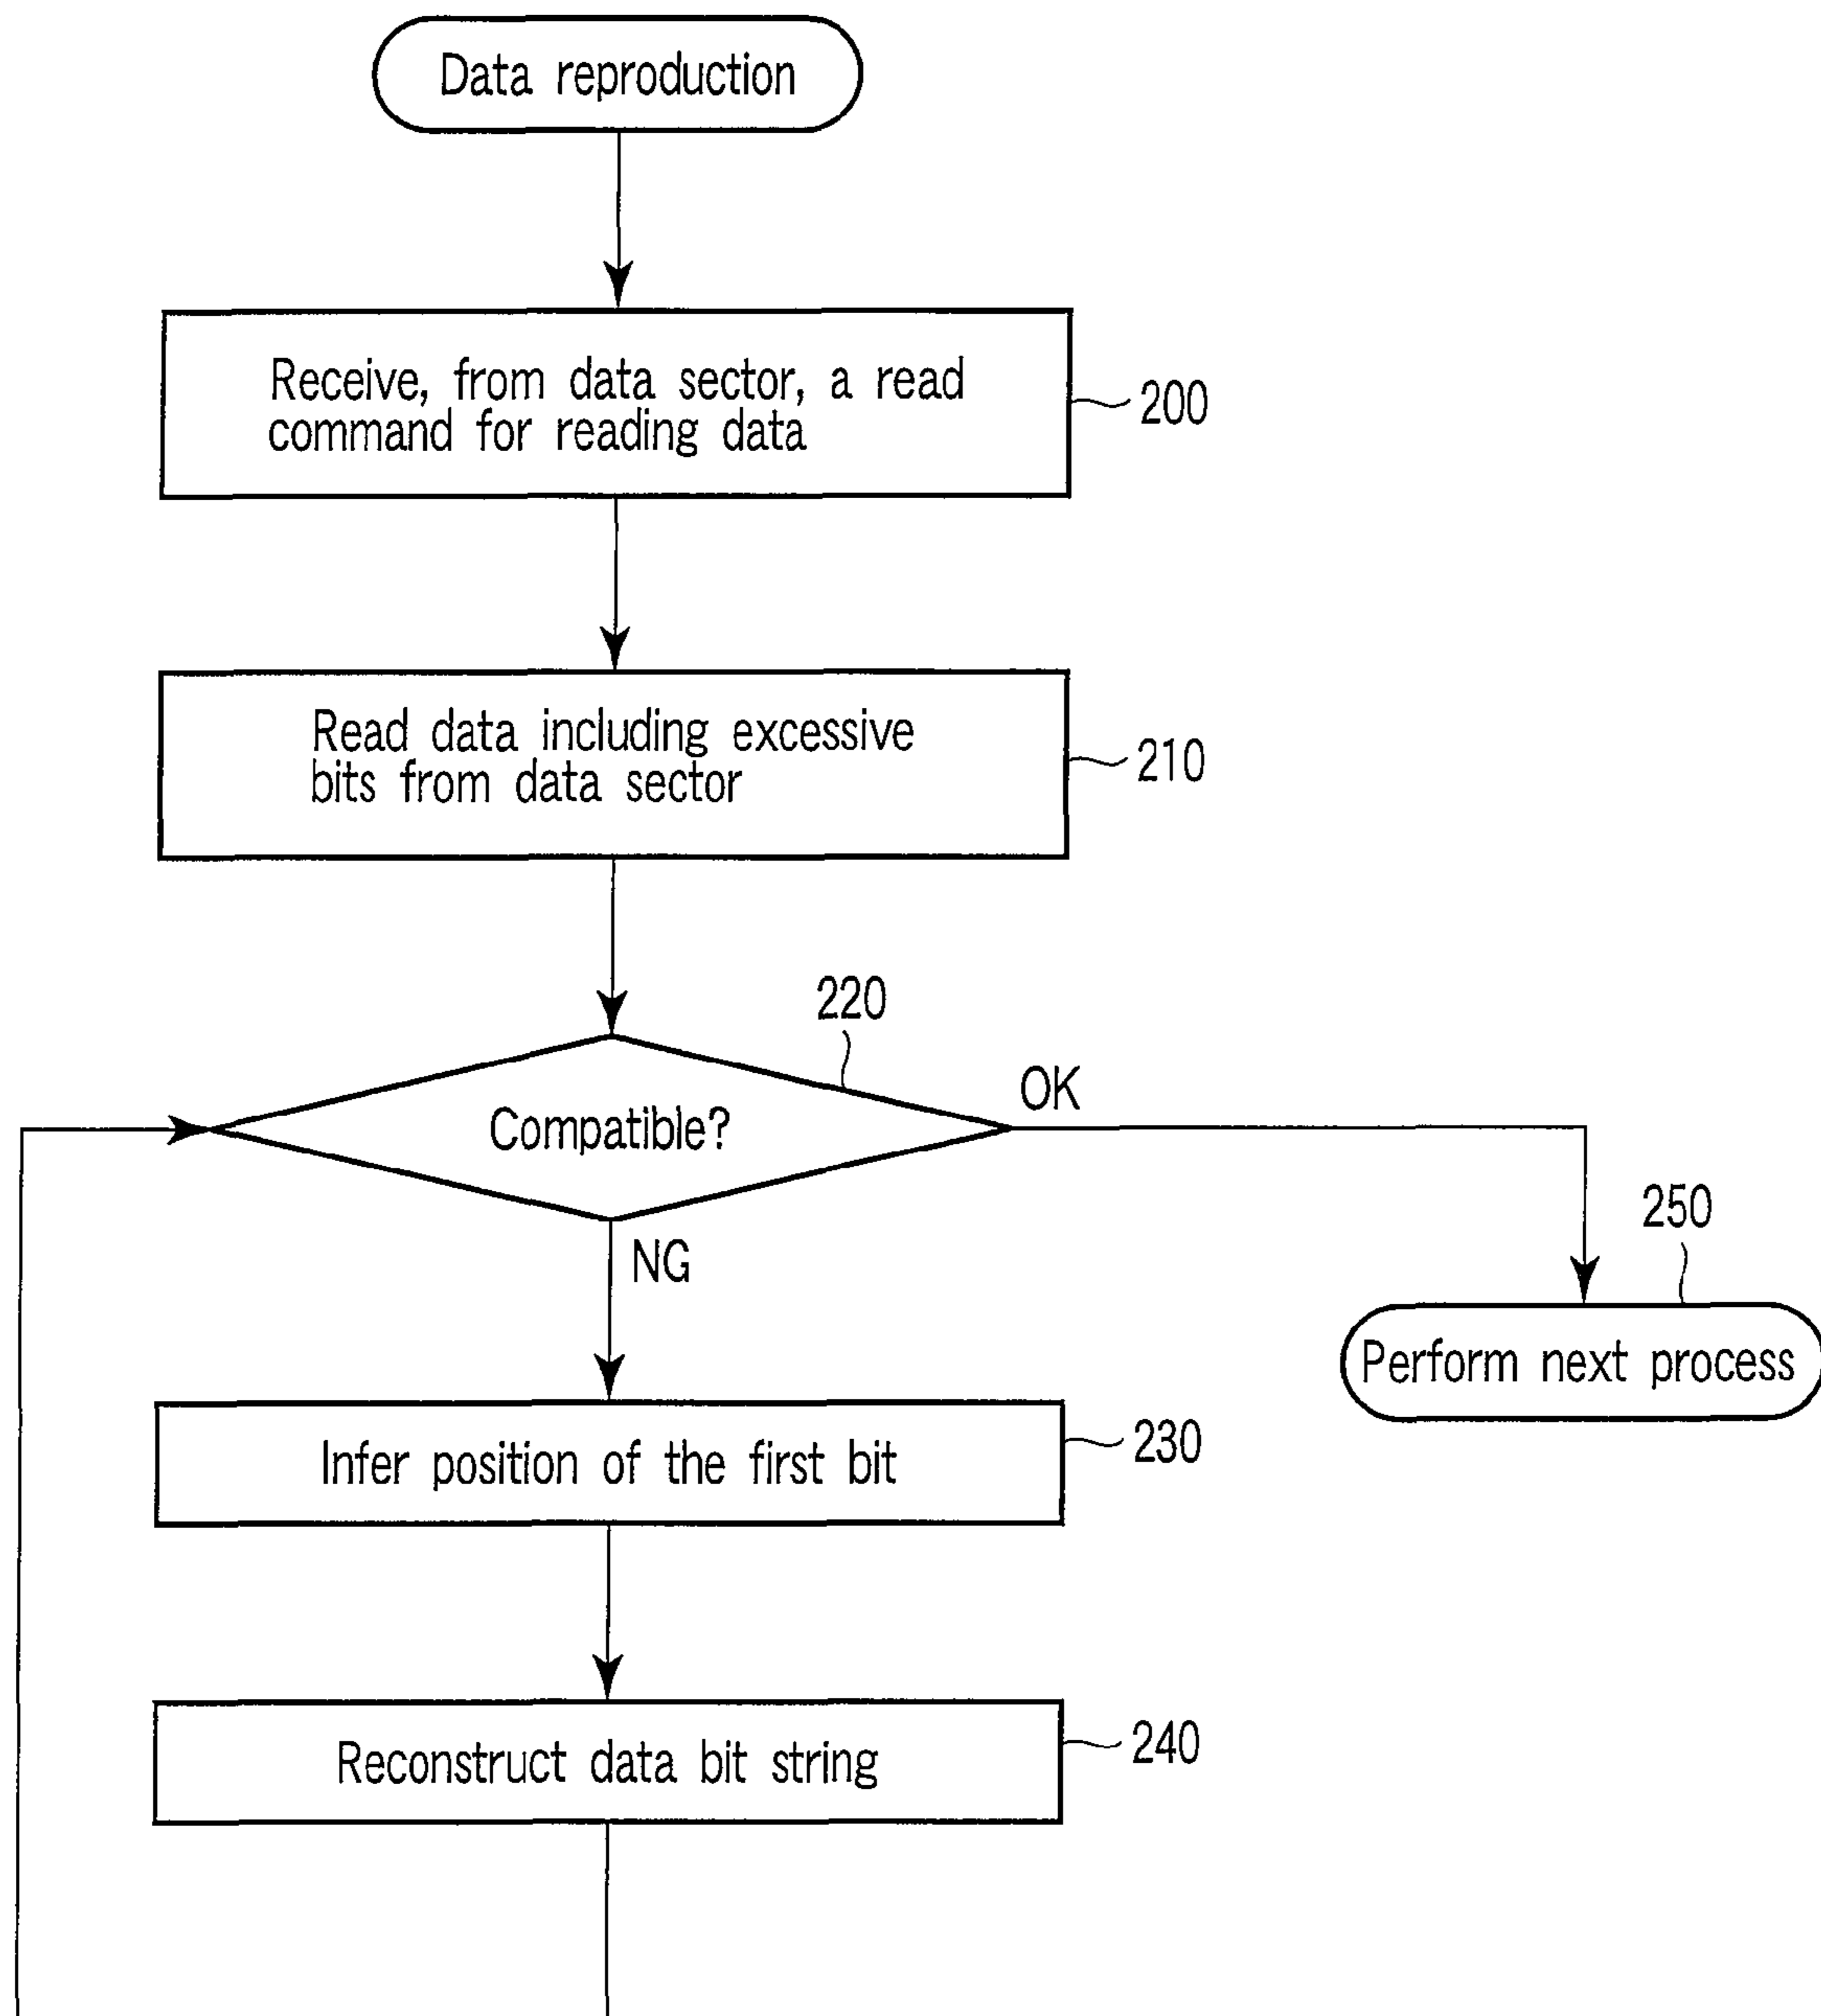 Data reproduction
Receive, from data sector, a read
command for reading data
200
Read data including excessive
bits from data sector
210
220
Compatible?
OK
NG
250
Perform next process
Infer position of the first bit
230
Reconstruct data bit string
240